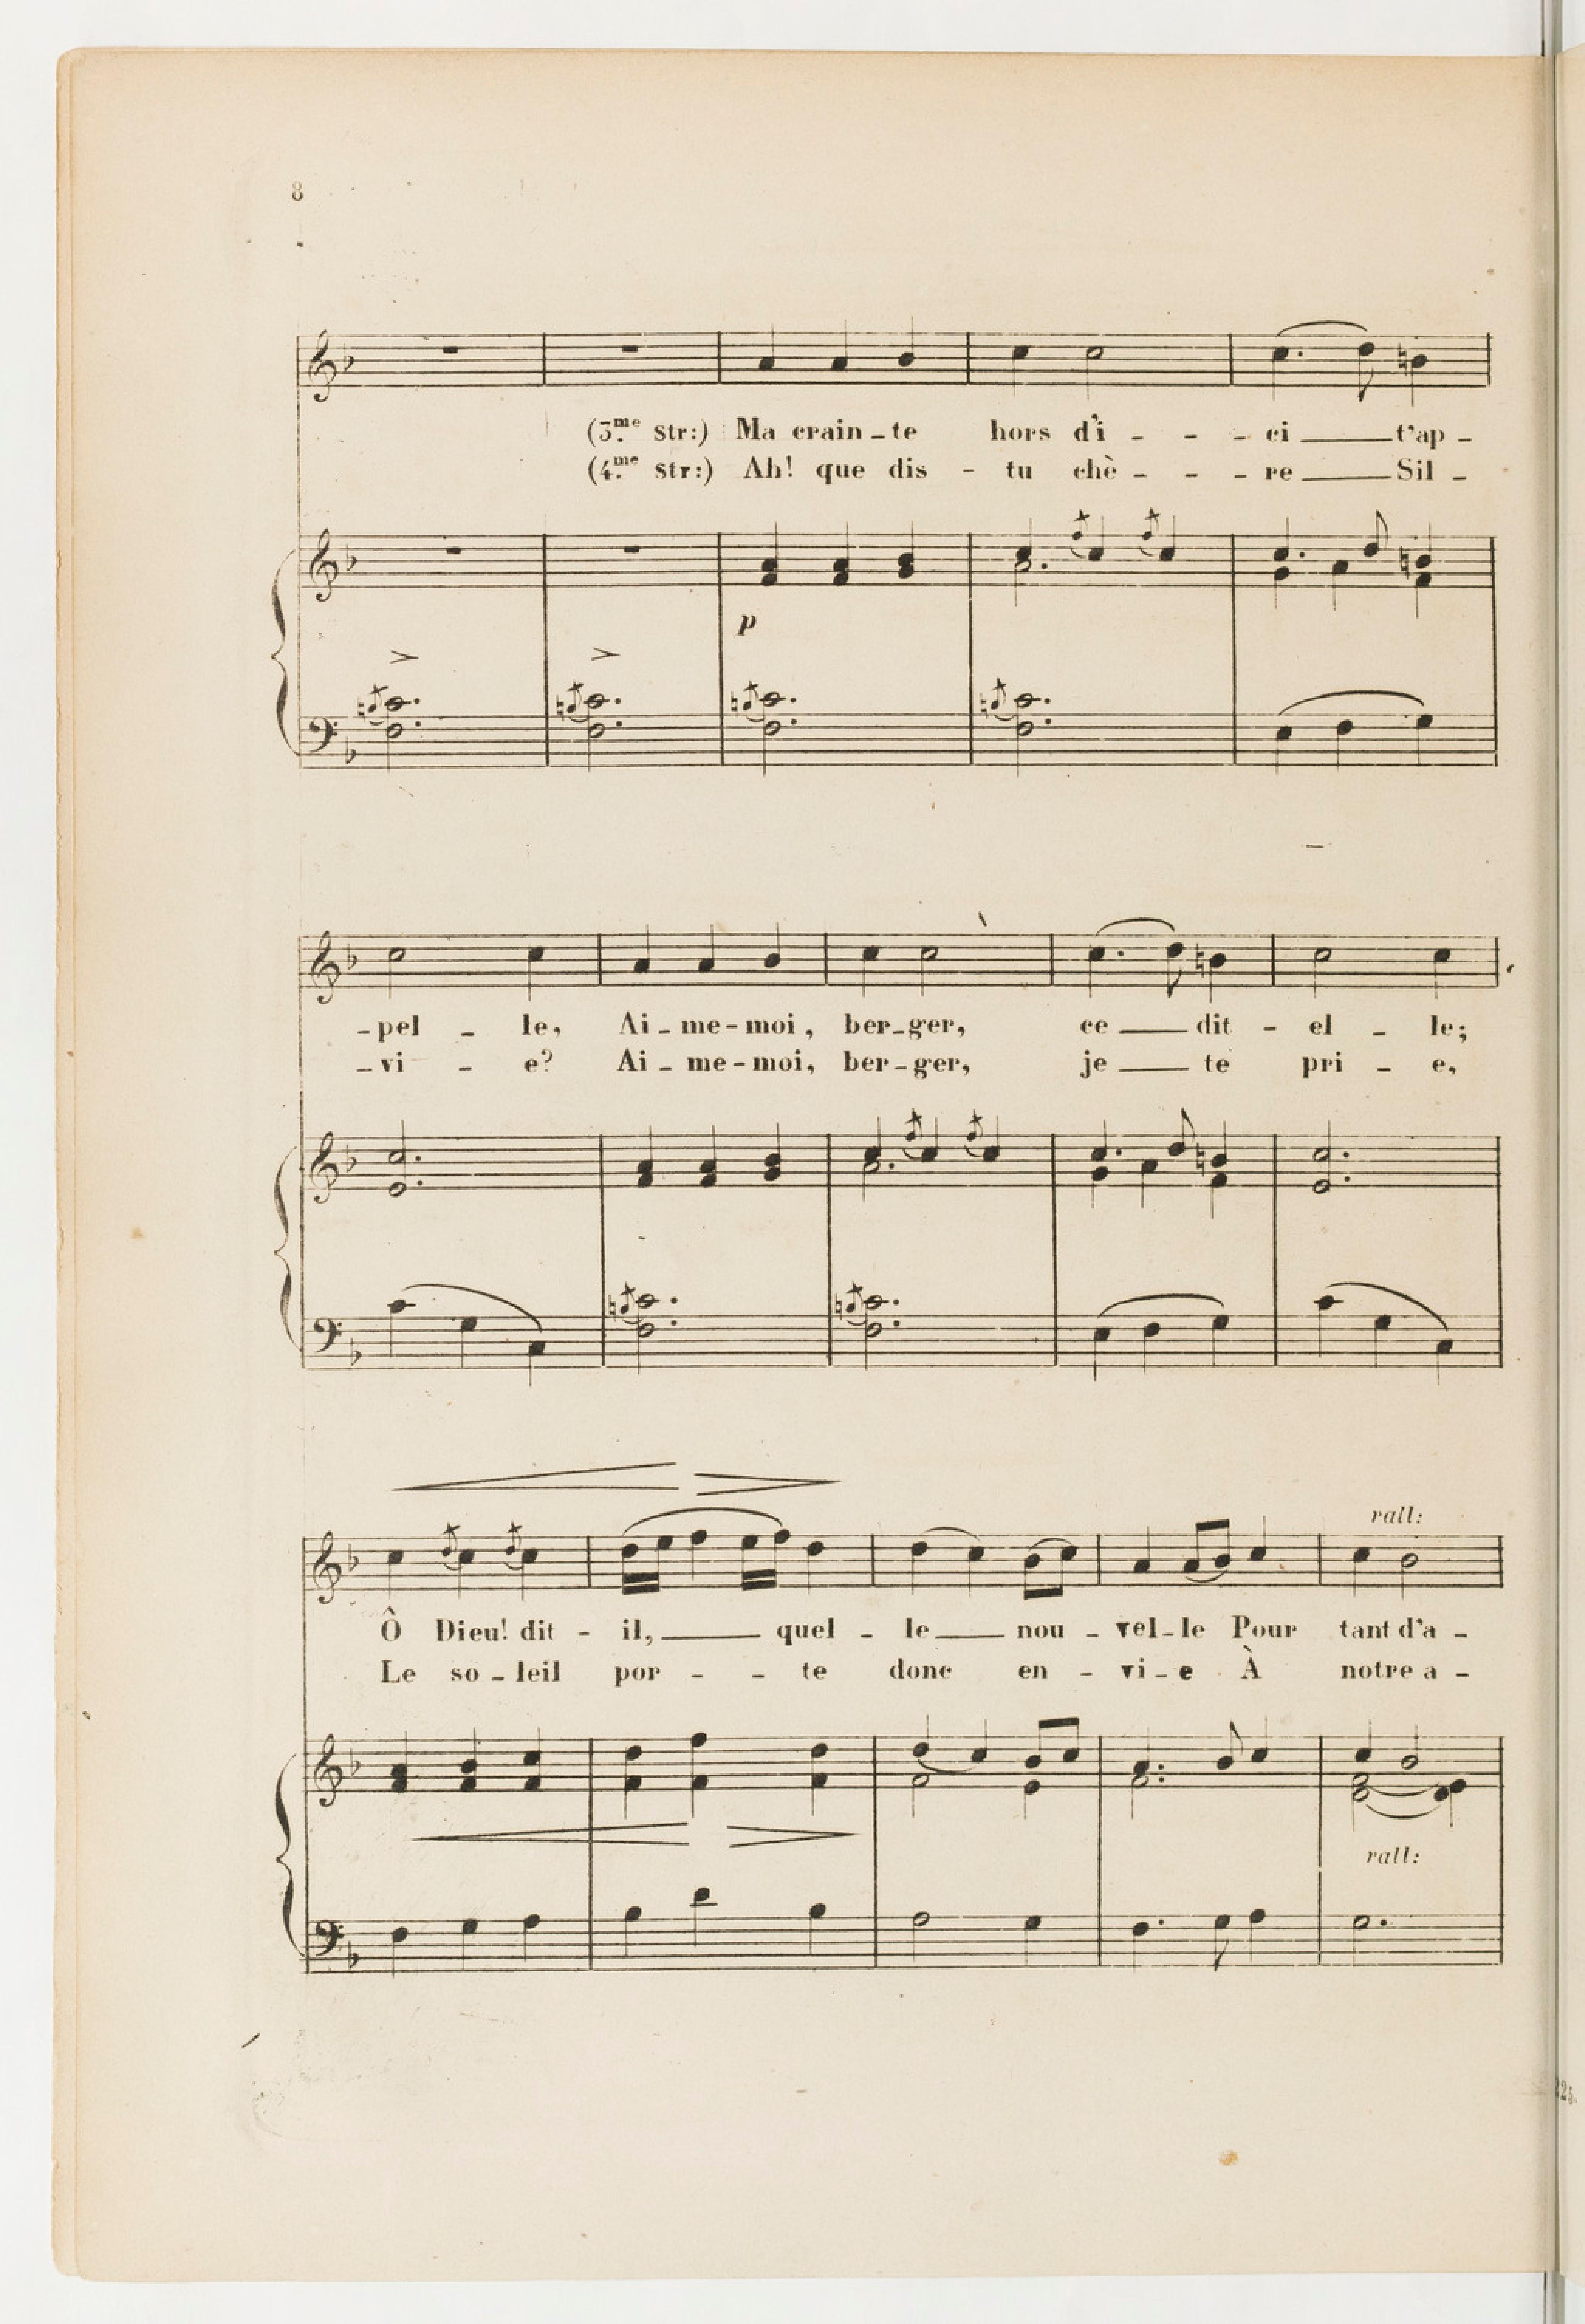 8
(3.me Str:) Ma crain - te hors d'i - - - ci t'ap -
(4.me Str:) Ah! que dis - tu chè - - - re Sil -
p
- pel - le, Ai - me - moi, ber - ger, ce dit - el - le;
- vi - e? Ai - me - moi, ber - ger, je te pri - e,
rall:
Ô Dieu! dit - il, quel - le nou - vel - le Pour tant d'a -
Le so - leil por - - te donc en - vi - e À notre a -
rall: